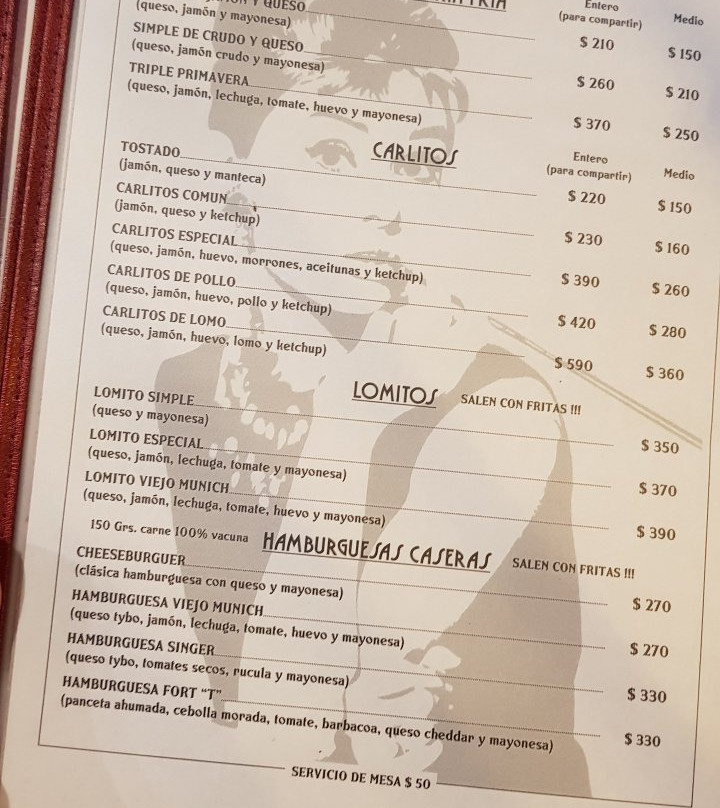 Y QUESO
(queso, jamón y mayonesa)
Entero
(para compartir) Medio
$ 210 $ 150
SIMPLE DE CRUDO Y QUESO $ 260 $ 210
(queso, jamón crudo y mayonesa)
TRIPLE PRIMAVERA $ 370 $ 250
(queso, jamón, lechuga, tomate, huevo y mayonesa)
CARLITOS
Entero
(para compartir) Medio
TOSTADO $ 220 $ 150
(jamón, queso y manteca)
CARLITOS COMUN $ 230 $ 160
(jamón, queso y ketchup)
CARLITOS ESPECIAL $ 390 $ 260
(queso, jamón, huevo, morrones, aceitunas y ketchup)
CARLITOS DE POLLO $ 420 $ 280
(queso, jamón, huevo, pollo y ketchup)
CARLITOS DE LOMO $ 590 $ 360
(queso, jamón, huevo, lomo y ketchup)
LOMITOS SALEN CON FRITAS !!!
LOMITO SIMPLE $ 350
(queso y mayonesa)
LOMITO ESPECIAL $ 370
(queso, jamón, lechuga, tomate y mayonesa)
LOMITO VIEJO MUNICH $ 390
(queso, jamón, lechuga, tomate, huevo y mayonesa)
150 Grs. carne 100% vacuna HAMBURGUESAS CASERAS SALEN CON FRITAS !!!
CHEESEBURGUER $ 270
(clásica hamburguesa con queso y mayonesa)
HAMBURGUESA VIEJO MUNICH $ 270
(queso tybo, jamón, lechuga, tomate, huevo y mayonesa)
HAMBURGUESA SINGER $ 330
(queso tybo, tomates secos, rucula y mayonesa)
HAMBURGUESA FORT "T" $ 330
(panceta ahumada, cebolla morada, tomate, barbacoa, queso cheddar y mayonesa)
SERVICIO DE MESA $ 50